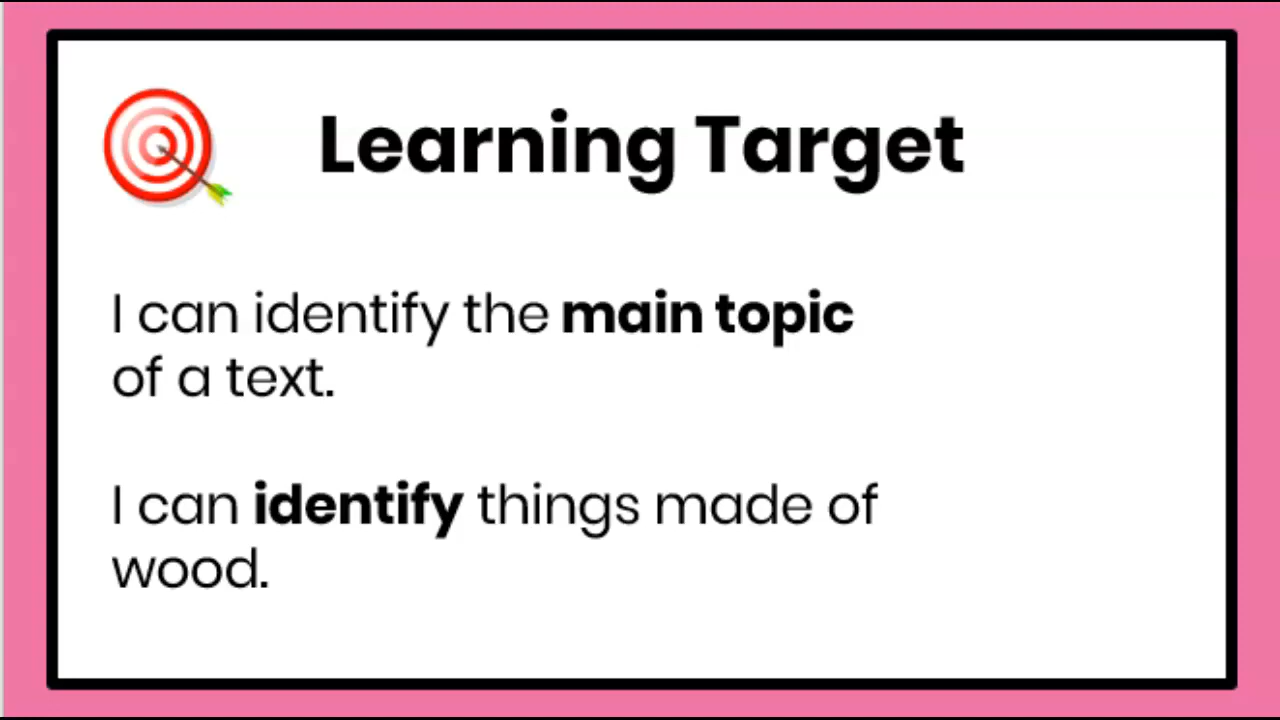 Learning Target
I can identify the main topic
of a text.
I can identify things made of
wood.